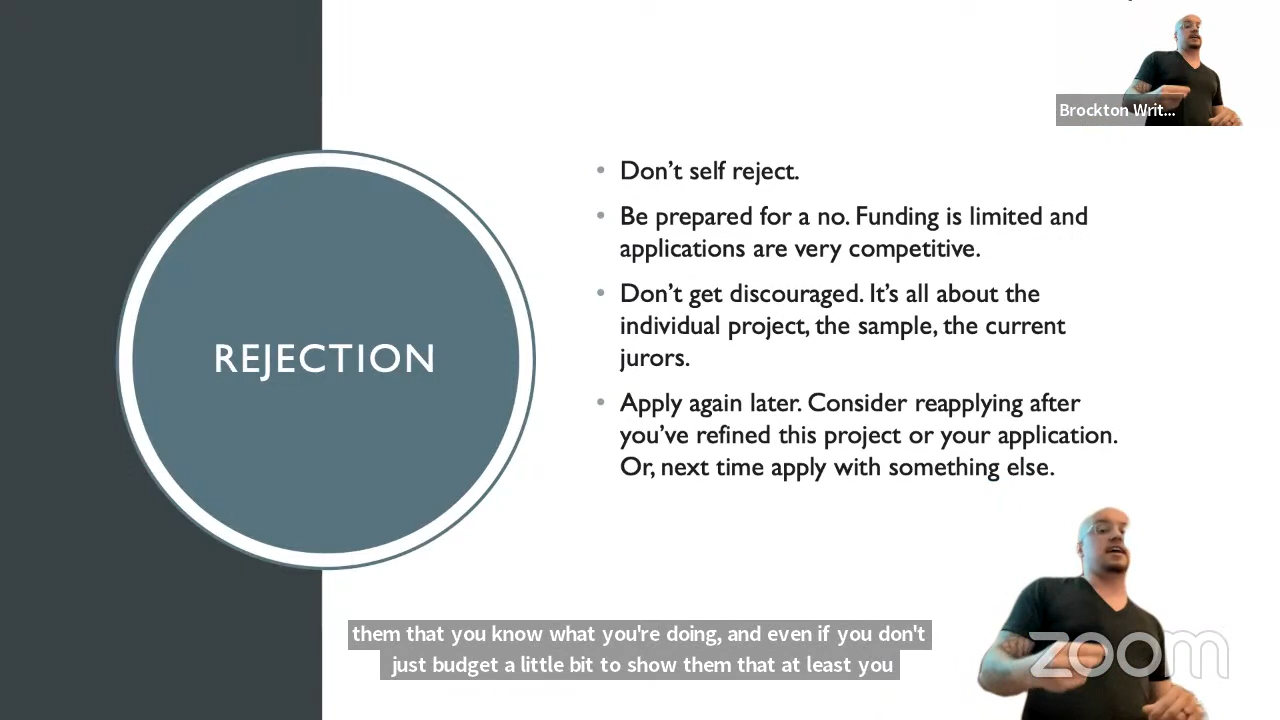 Brockton Writ...
REJECTION
• Don't self reject.
• Be prepared for a no. Funding is limited and
applications are very competitive.
• Don't get discouraged. It's all about the
individual project, the sample, the current
jurors.
• Apply again later. Consider reapplying after
you've refined this project or your application.
Or, next time apply with something else.
them that you know what you're doing, and even if you don't
just budget a little bit to show them that at least you
zoom